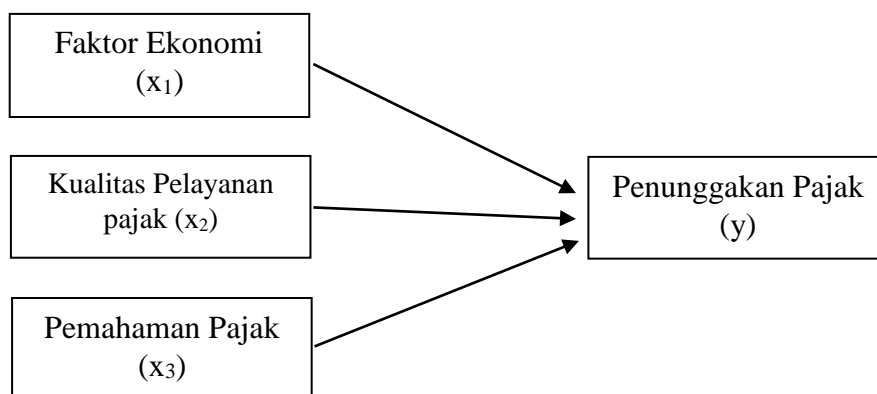 Faktor Ekonomi
(x₁)
Kualitas Pelayanan
pajak (x₂)
Pemahaman Pajak
(x₃)
Penunggakan Pajak
(y)